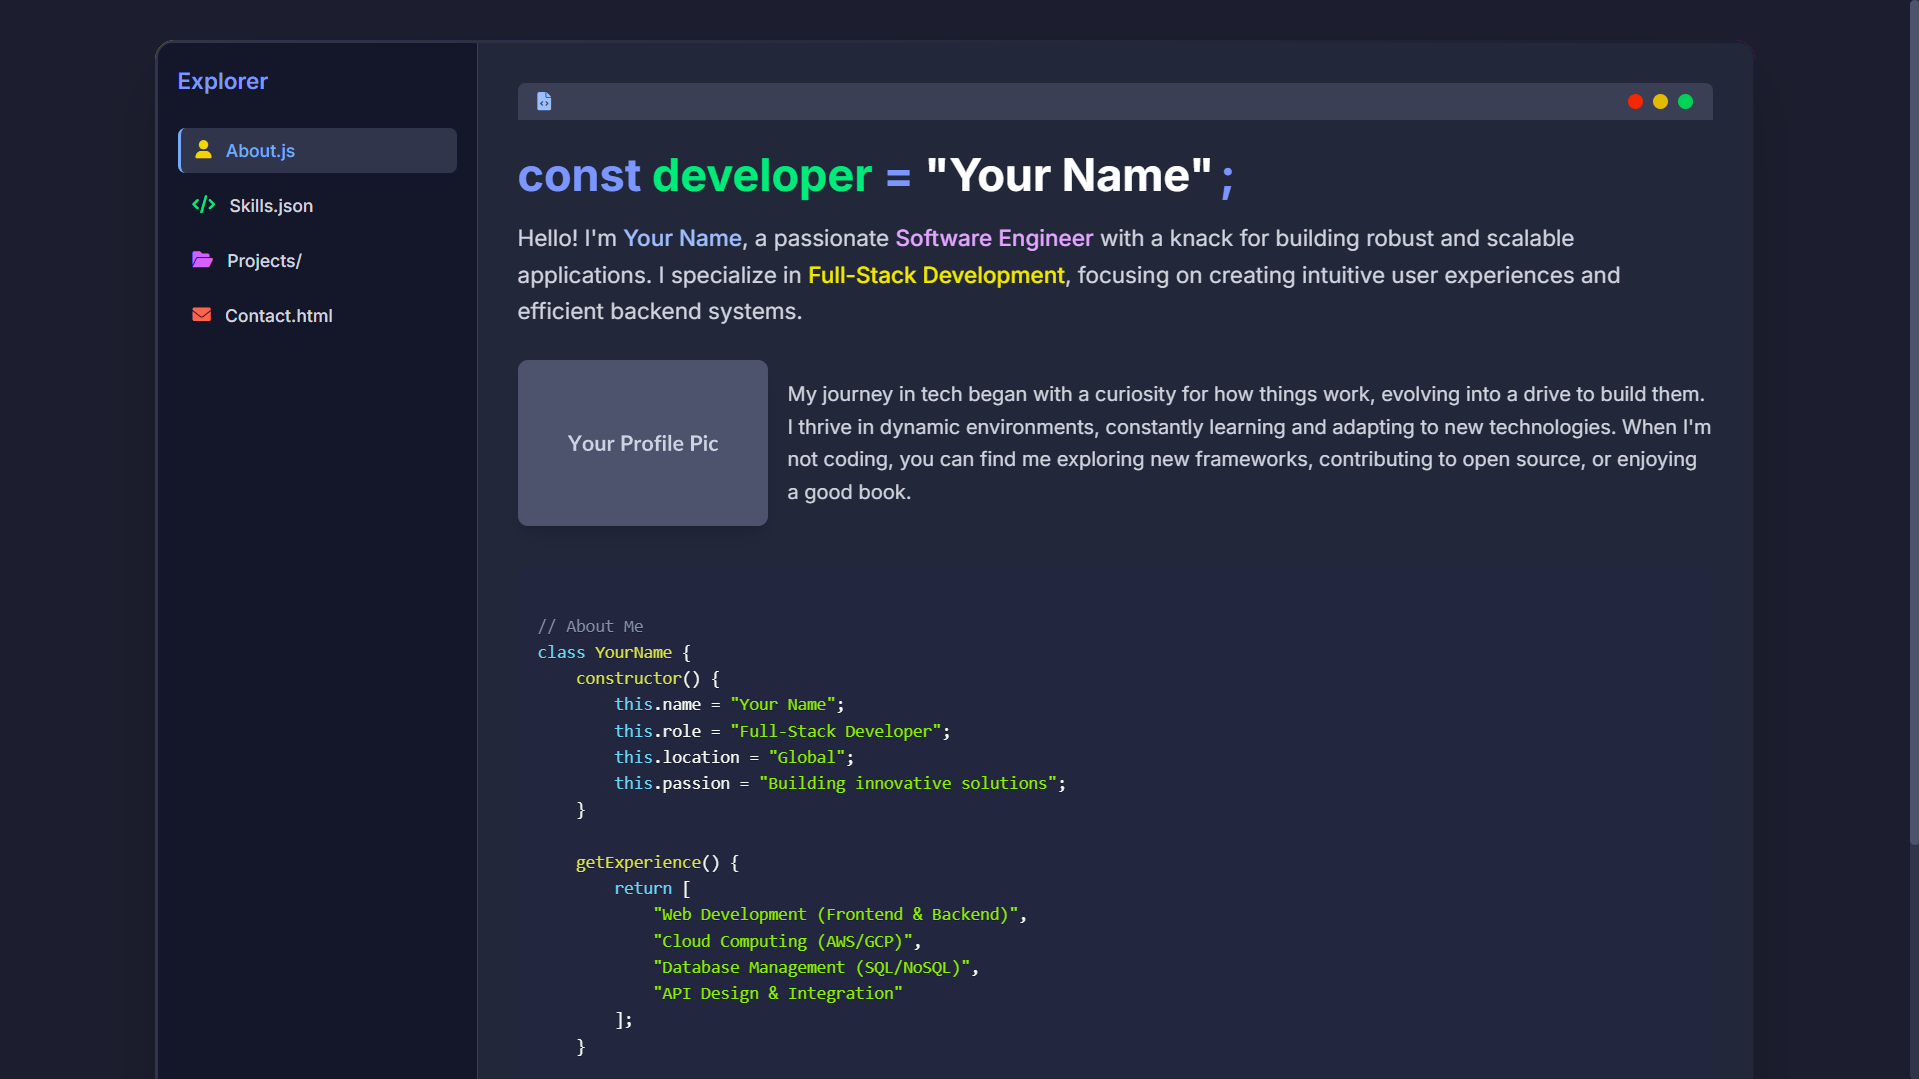 Explorer
About.js
Skills.json
Projects/
Contact.html
const developer = "Your Name";
Hello! I'm Your Name, a passionate Software Engineer with a knack for building robust and scalable
applications. I specialize in Full-Stack Development, focusing on creating intuitive user experiences and
efficient backend systems.
Your Profile Pic
My journey in tech began with a curiosity for how things work, evolving into a drive to build them.
I thrive in dynamic environments, constantly learning and adapting to new technologies. When I'm
not coding, you can find me exploring new frameworks, contributing to open source, or enjoying
a good book.
// About Me
class YourName {
    constructor() {
        this.name = "Your Name";
        this.role = "Full-Stack Developer";
        this.location = "Global";
        this.passion = "Building innovative solutions";
    }
    getExperience() {
        return [
            "Web Development (Frontend & Backend)",
            "Cloud Computing (AWS/GCP)",
            "Database Management (SQL/NoSQL)",
            "API Design & Integration"
        ];
    }